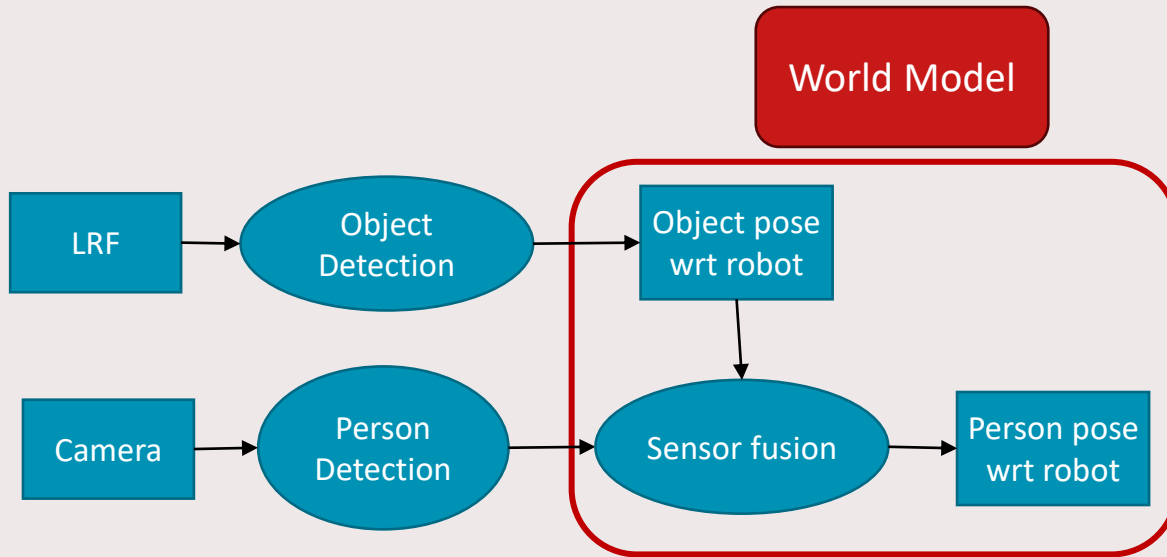 World Model
LRF
Object
Detection
Object pose
wrt robot
Camera
Person
Detection
Sensor fusion
Person pose
wrt robot